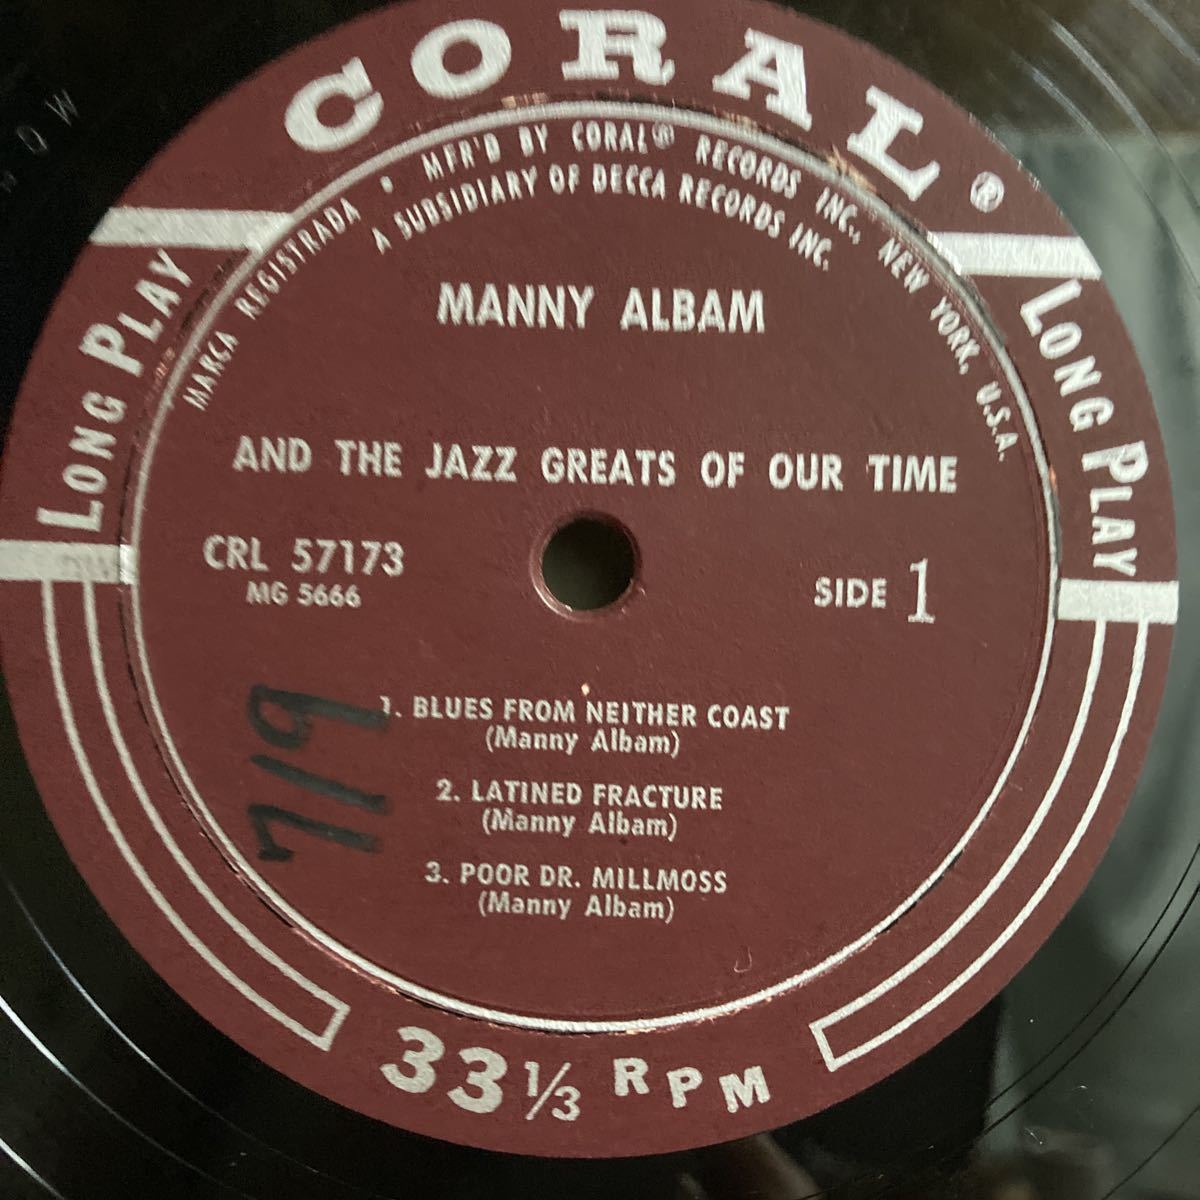 CORAL®
MARCA REGISTRADA • MFR'D BY CORAL® RECORDS INC., NEW YORK, U.S.A.
A SUBSIDIARY OF DECCA RECORDS INC.
LONG PLAY
LONG PLAY
MANNY ALBAM
AND THE JAZZ GREATS OF OUR TIME
CRL 57173
MG 5666
SIDE 1
719
1. BLUES FROM NEITHER COAST
(Manny Albam)
2. LATINED FRACTURE
(Manny Albam)
3. POOR DR. MILLMOSS
(Manny Albam)
33 1/3 RPM